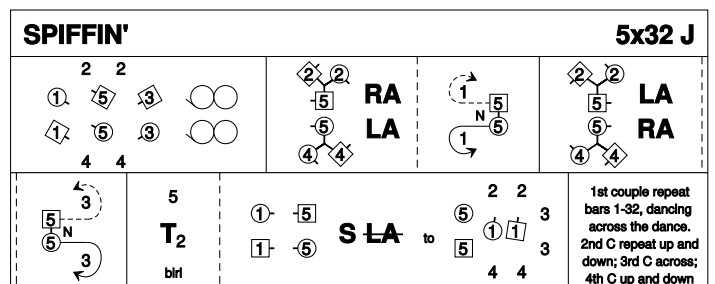 SPIFFIN' 5x32 J
2 2
1 5 3
1 5 3
4 4
2 2
5 RA
5 LA
4 4
1 5
N 5
1
2 2
5 LA
5 RA
4 4
3
5
5 N
3
5
T2
birl
1 5
1 5
S LA to
2 2
5 3
1 1
5 3
4 4
1st couple repeat
bars 1-32, dancing
across the dance.
2nd C repeat up and
down; 3rd C across;
4th C up and down